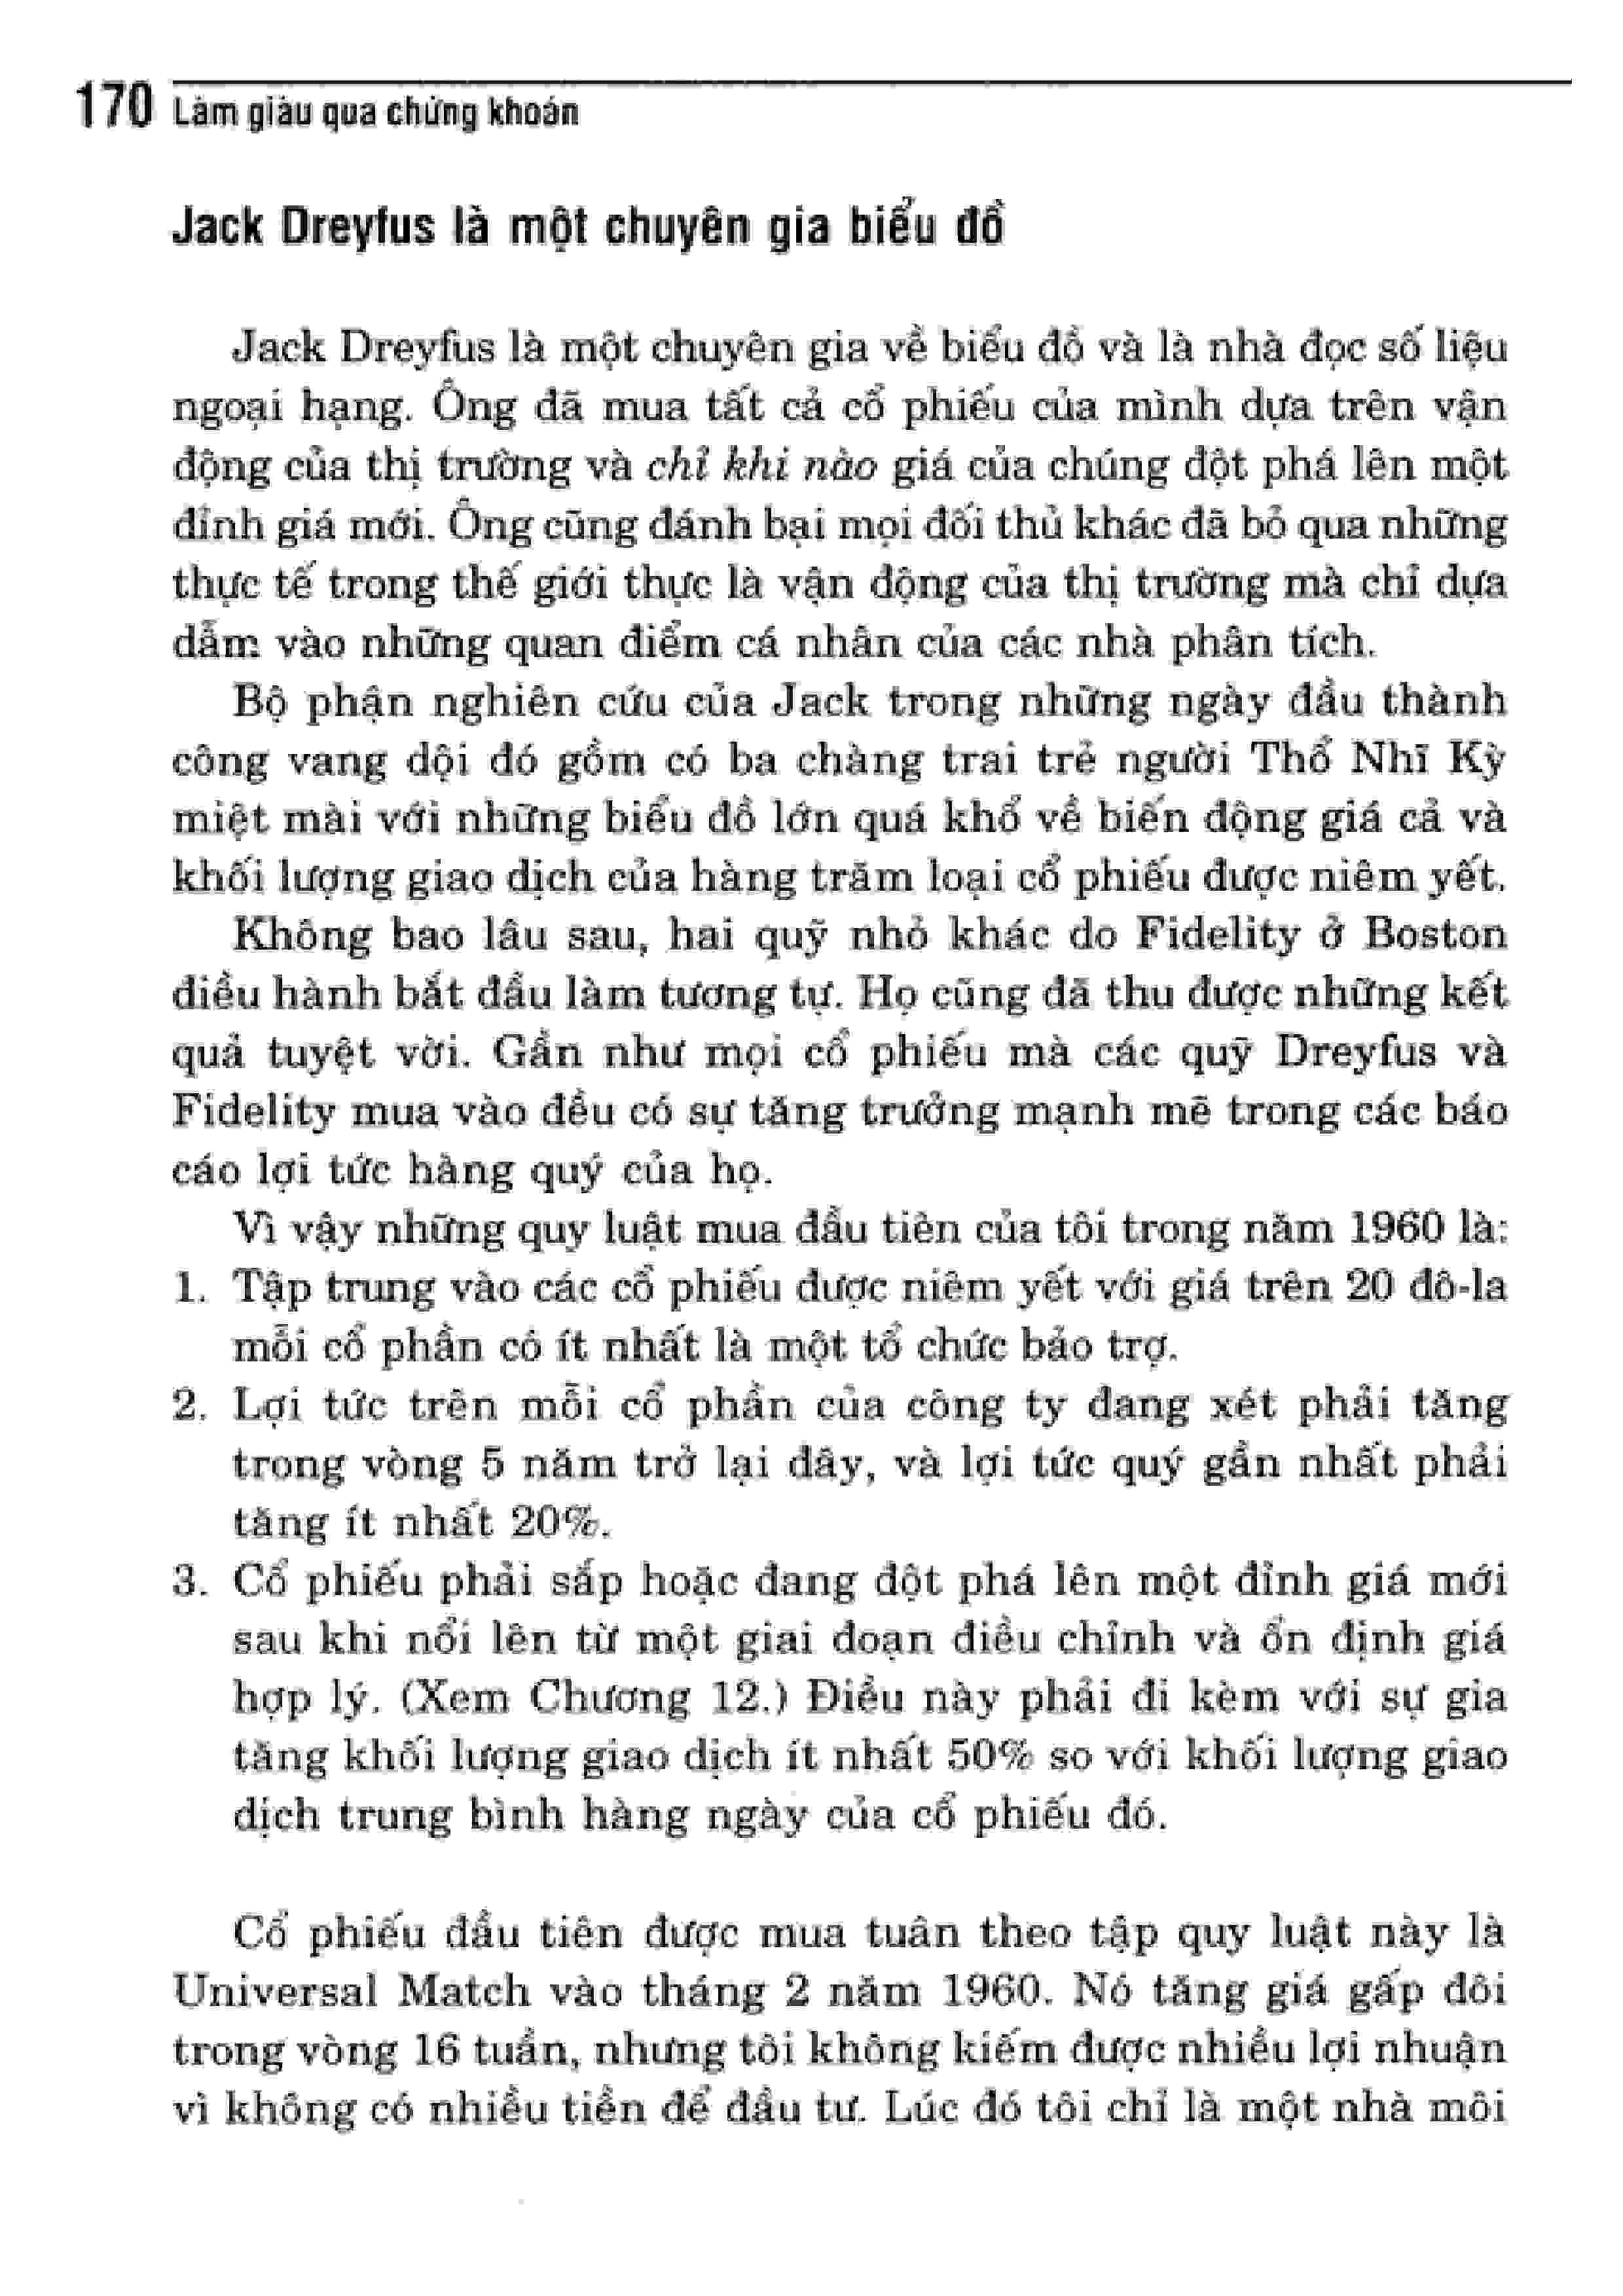 170 Làm giàu qua chứng khoán
Jack Dreyfus là một chuyên gia biểu đồ
Jack Dreyfus là một chuyên gia về biểu đồ và là nhà đọc số liệu
ngoại hạng. Ông đã mua tất cả cổ phiếu của mình dựa trên vận
động của thị trường và chỉ khi nào giá của chúng đột phá lên một
đỉnh giá mới. Ông cũng đánh bại mọi đối thủ khác đã bỏ qua những
thực tế trong thế giới thực là vận động của thị trường mà chỉ dựa
dẫm vào những quan điểm cá nhân của các nhà phân tích.
Bộ phận nghiên cứu của Jack trong những ngày đầu thành
công vang dội đó gồm có ba chàng trai trẻ người Thổ Nhĩ Kỳ
miệt mài với những biểu đồ lớn quá khổ về biến động giá cả và
khối lượng giao dịch của hàng trăm loại cổ phiếu được niêm yết.
Không bao lâu sau, hai quỹ nhỏ khác do Fidelity ở Boston
điều hành bắt đầu làm tương tự. Họ cũng đã thu được những kết
quả tuyệt vời. Gần như mọi cổ phiếu mà các quỹ Dreyfus và
Fidelity mua vào đều có sự tăng trưởng mạnh mẽ trong các báo
cáo lợi tức hàng quý của họ.
Vì vậy những quy luật mua đầu tiên của tôi trong năm 1960 là:
1. Tập trung vào các cổ phiếu được niêm yết với giá trên 20 đô-la
mỗi cổ phần có ít nhất là một tổ chức bảo trợ.
2. Lợi tức trên mỗi cổ phần của công ty đang xét phải tăng
trong vòng 5 năm trở lại đây, và lợi tức quý gần nhất phải
tăng ít nhất 20%.
3. Cổ phiếu phải sắp hoặc đang đột phá lên một đỉnh giá mới
sau khi nổi lên từ một giai đoạn điều chỉnh và ổn định giá
hợp lý. (Xem Chương 12.) Điều này phải đi kèm với sự gia
tăng khối lượng giao dịch ít nhất 50% so với khối lượng giao
dịch trung bình hàng ngày của cổ phiếu đó.
Cổ phiếu đầu tiên được mua tuân theo tập quy luật này là
Universal Match vào tháng 2 năm 1960. Nó tăng giá gấp đôi
trong vòng 16 tuần, nhưng tôi không kiếm được nhiều lợi nhuận
vì không có nhiều tiền để đầu tư. Lúc đó tôi chỉ là một nhà môi